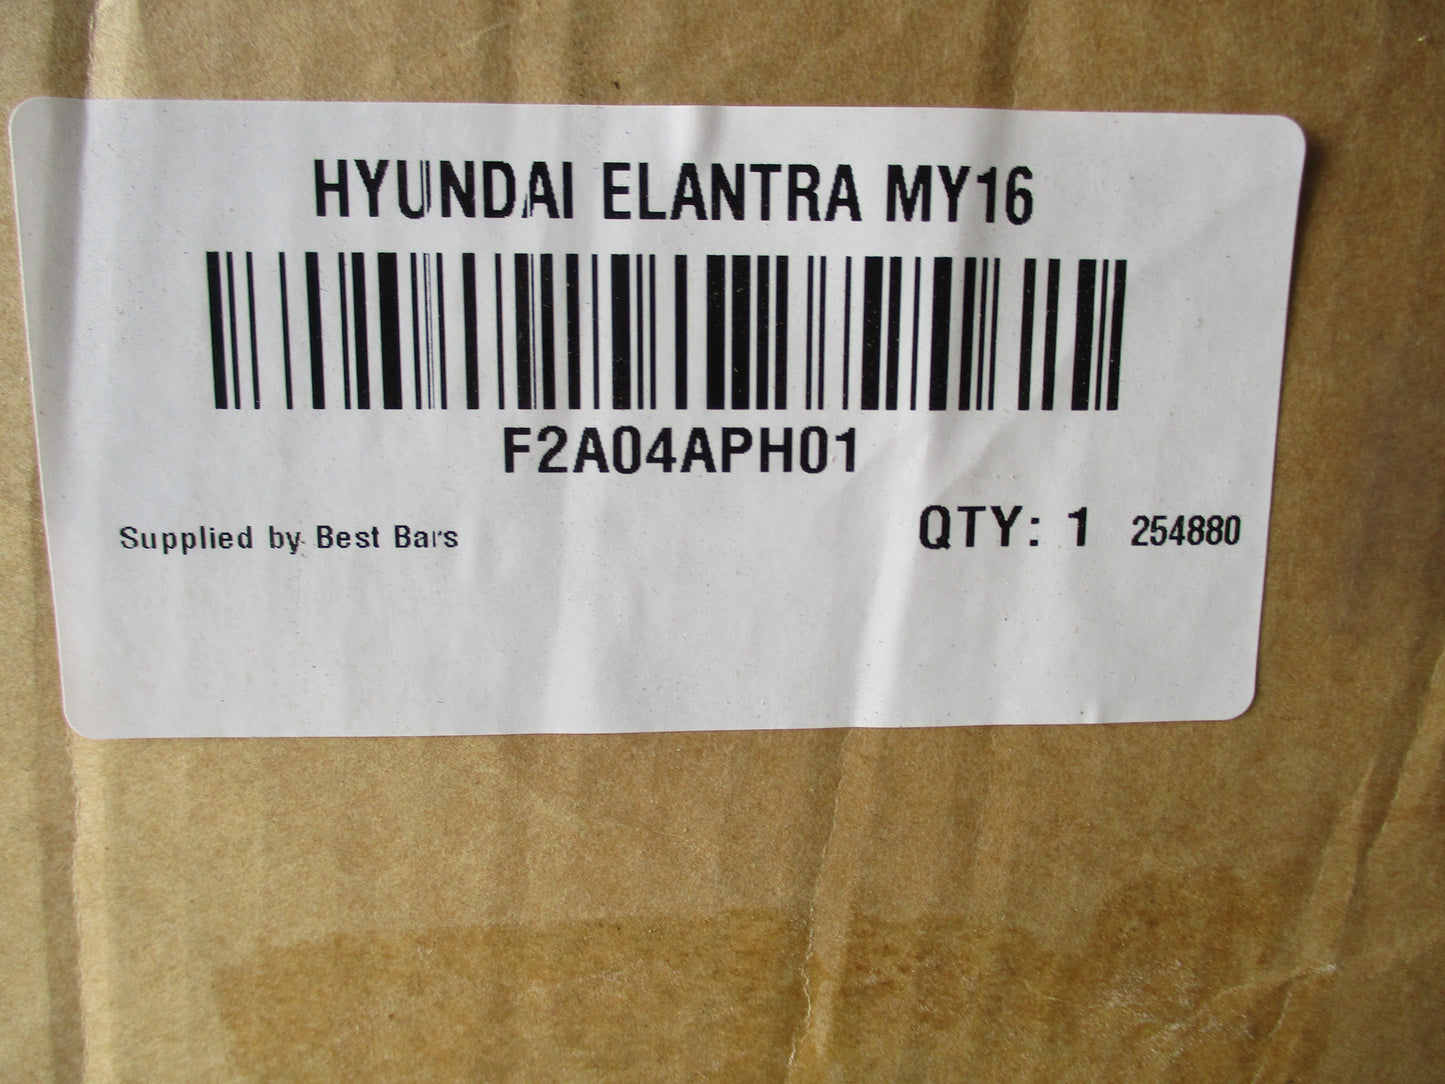 HYUNDAI ELANTRA MY16
F2A04APH01
Supplied by Best Bars
QTY: 1 254880